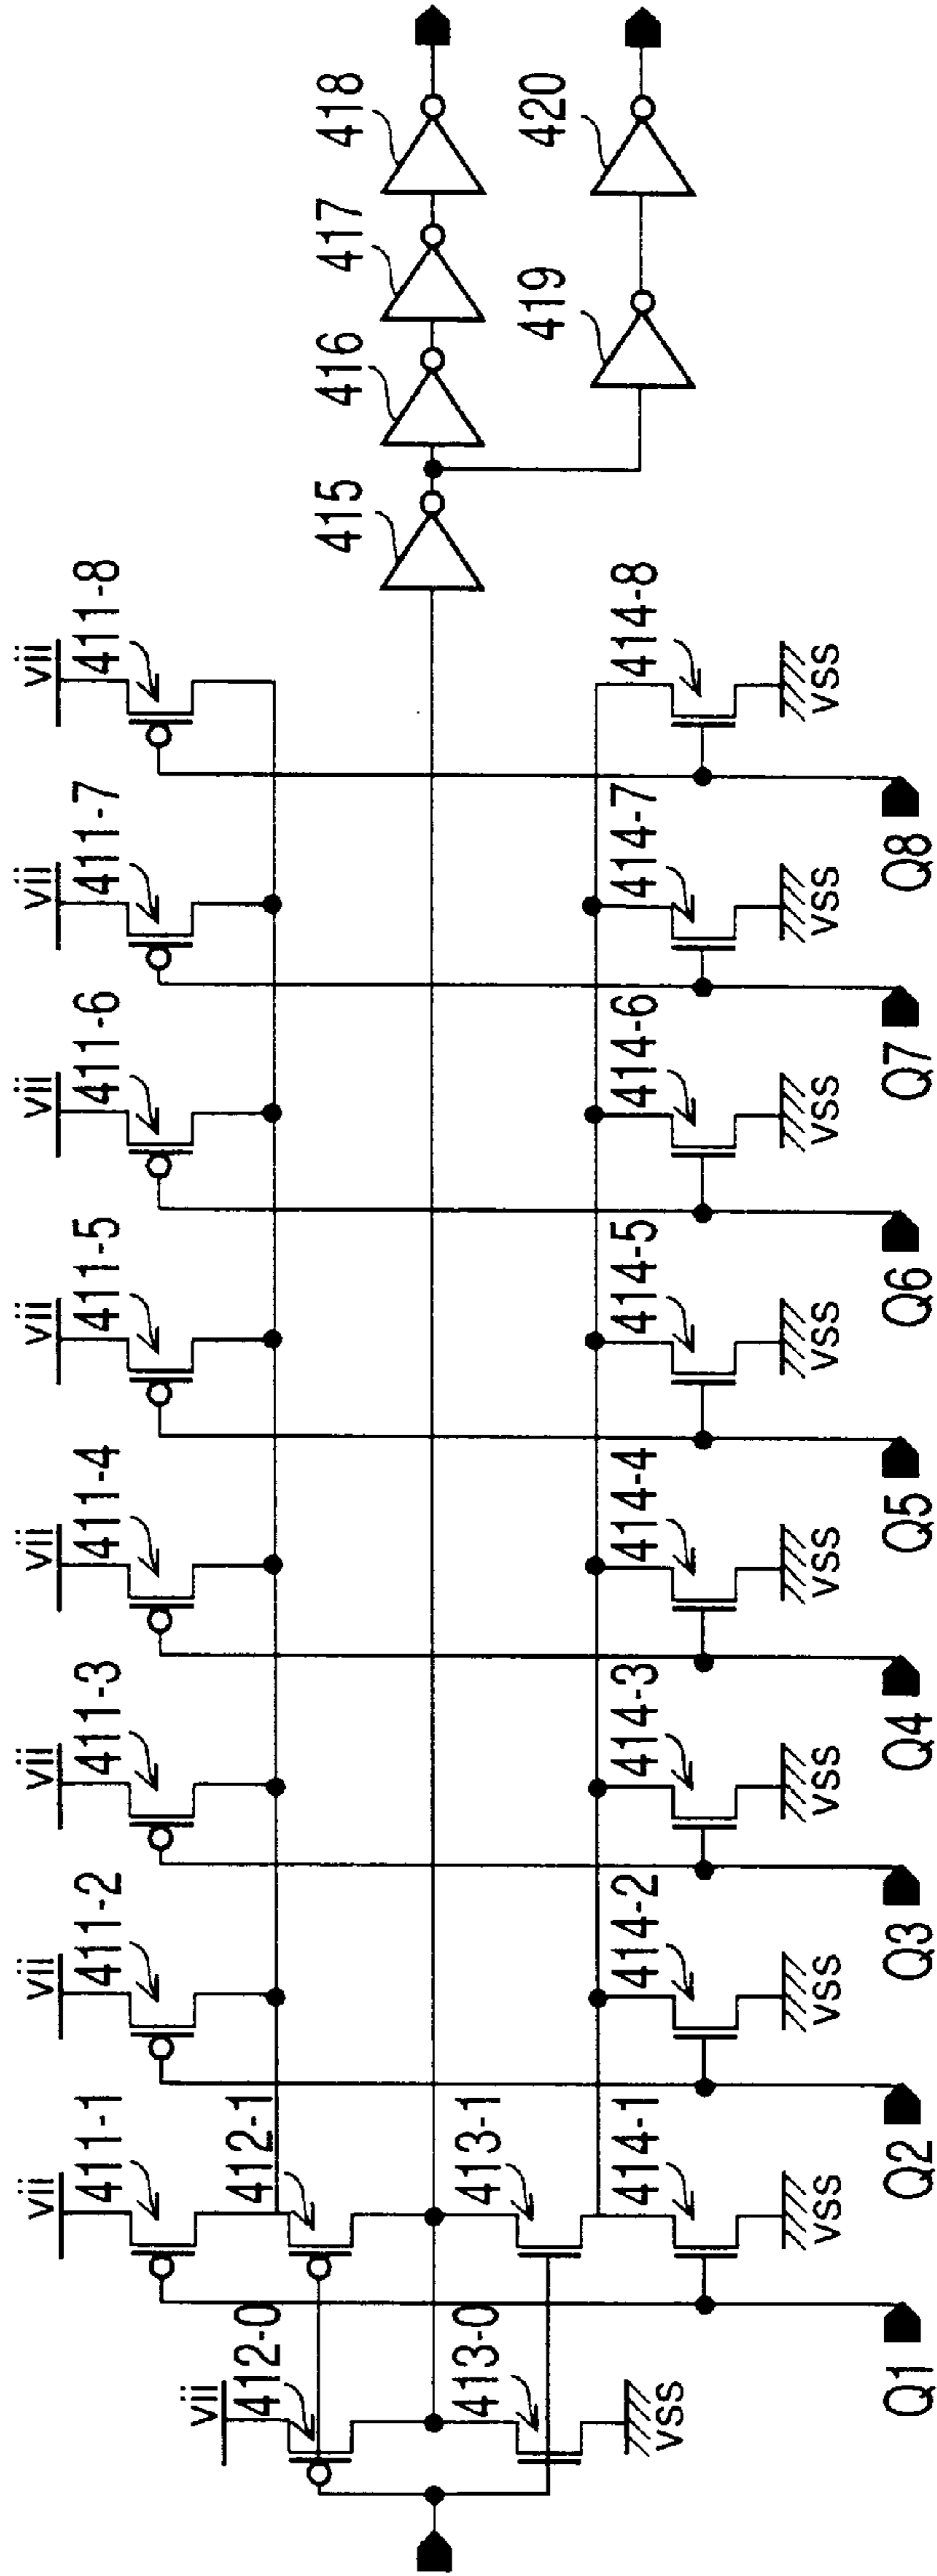 vii vii vii vii vii vii vii vii
411-1 411-2 411-3 411-4 411-5 411-6 411-7 411-8
vii
412-0 412-1
415 416 417 418
413-0 413-1
419 420
414-1 414-2 414-3 414-4 414-5 414-6 414-7 414-8
vss
vss vss vss vss vss vss vss vss
Q1 Q2 Q3 Q4 Q5 Q6 Q7 Q8